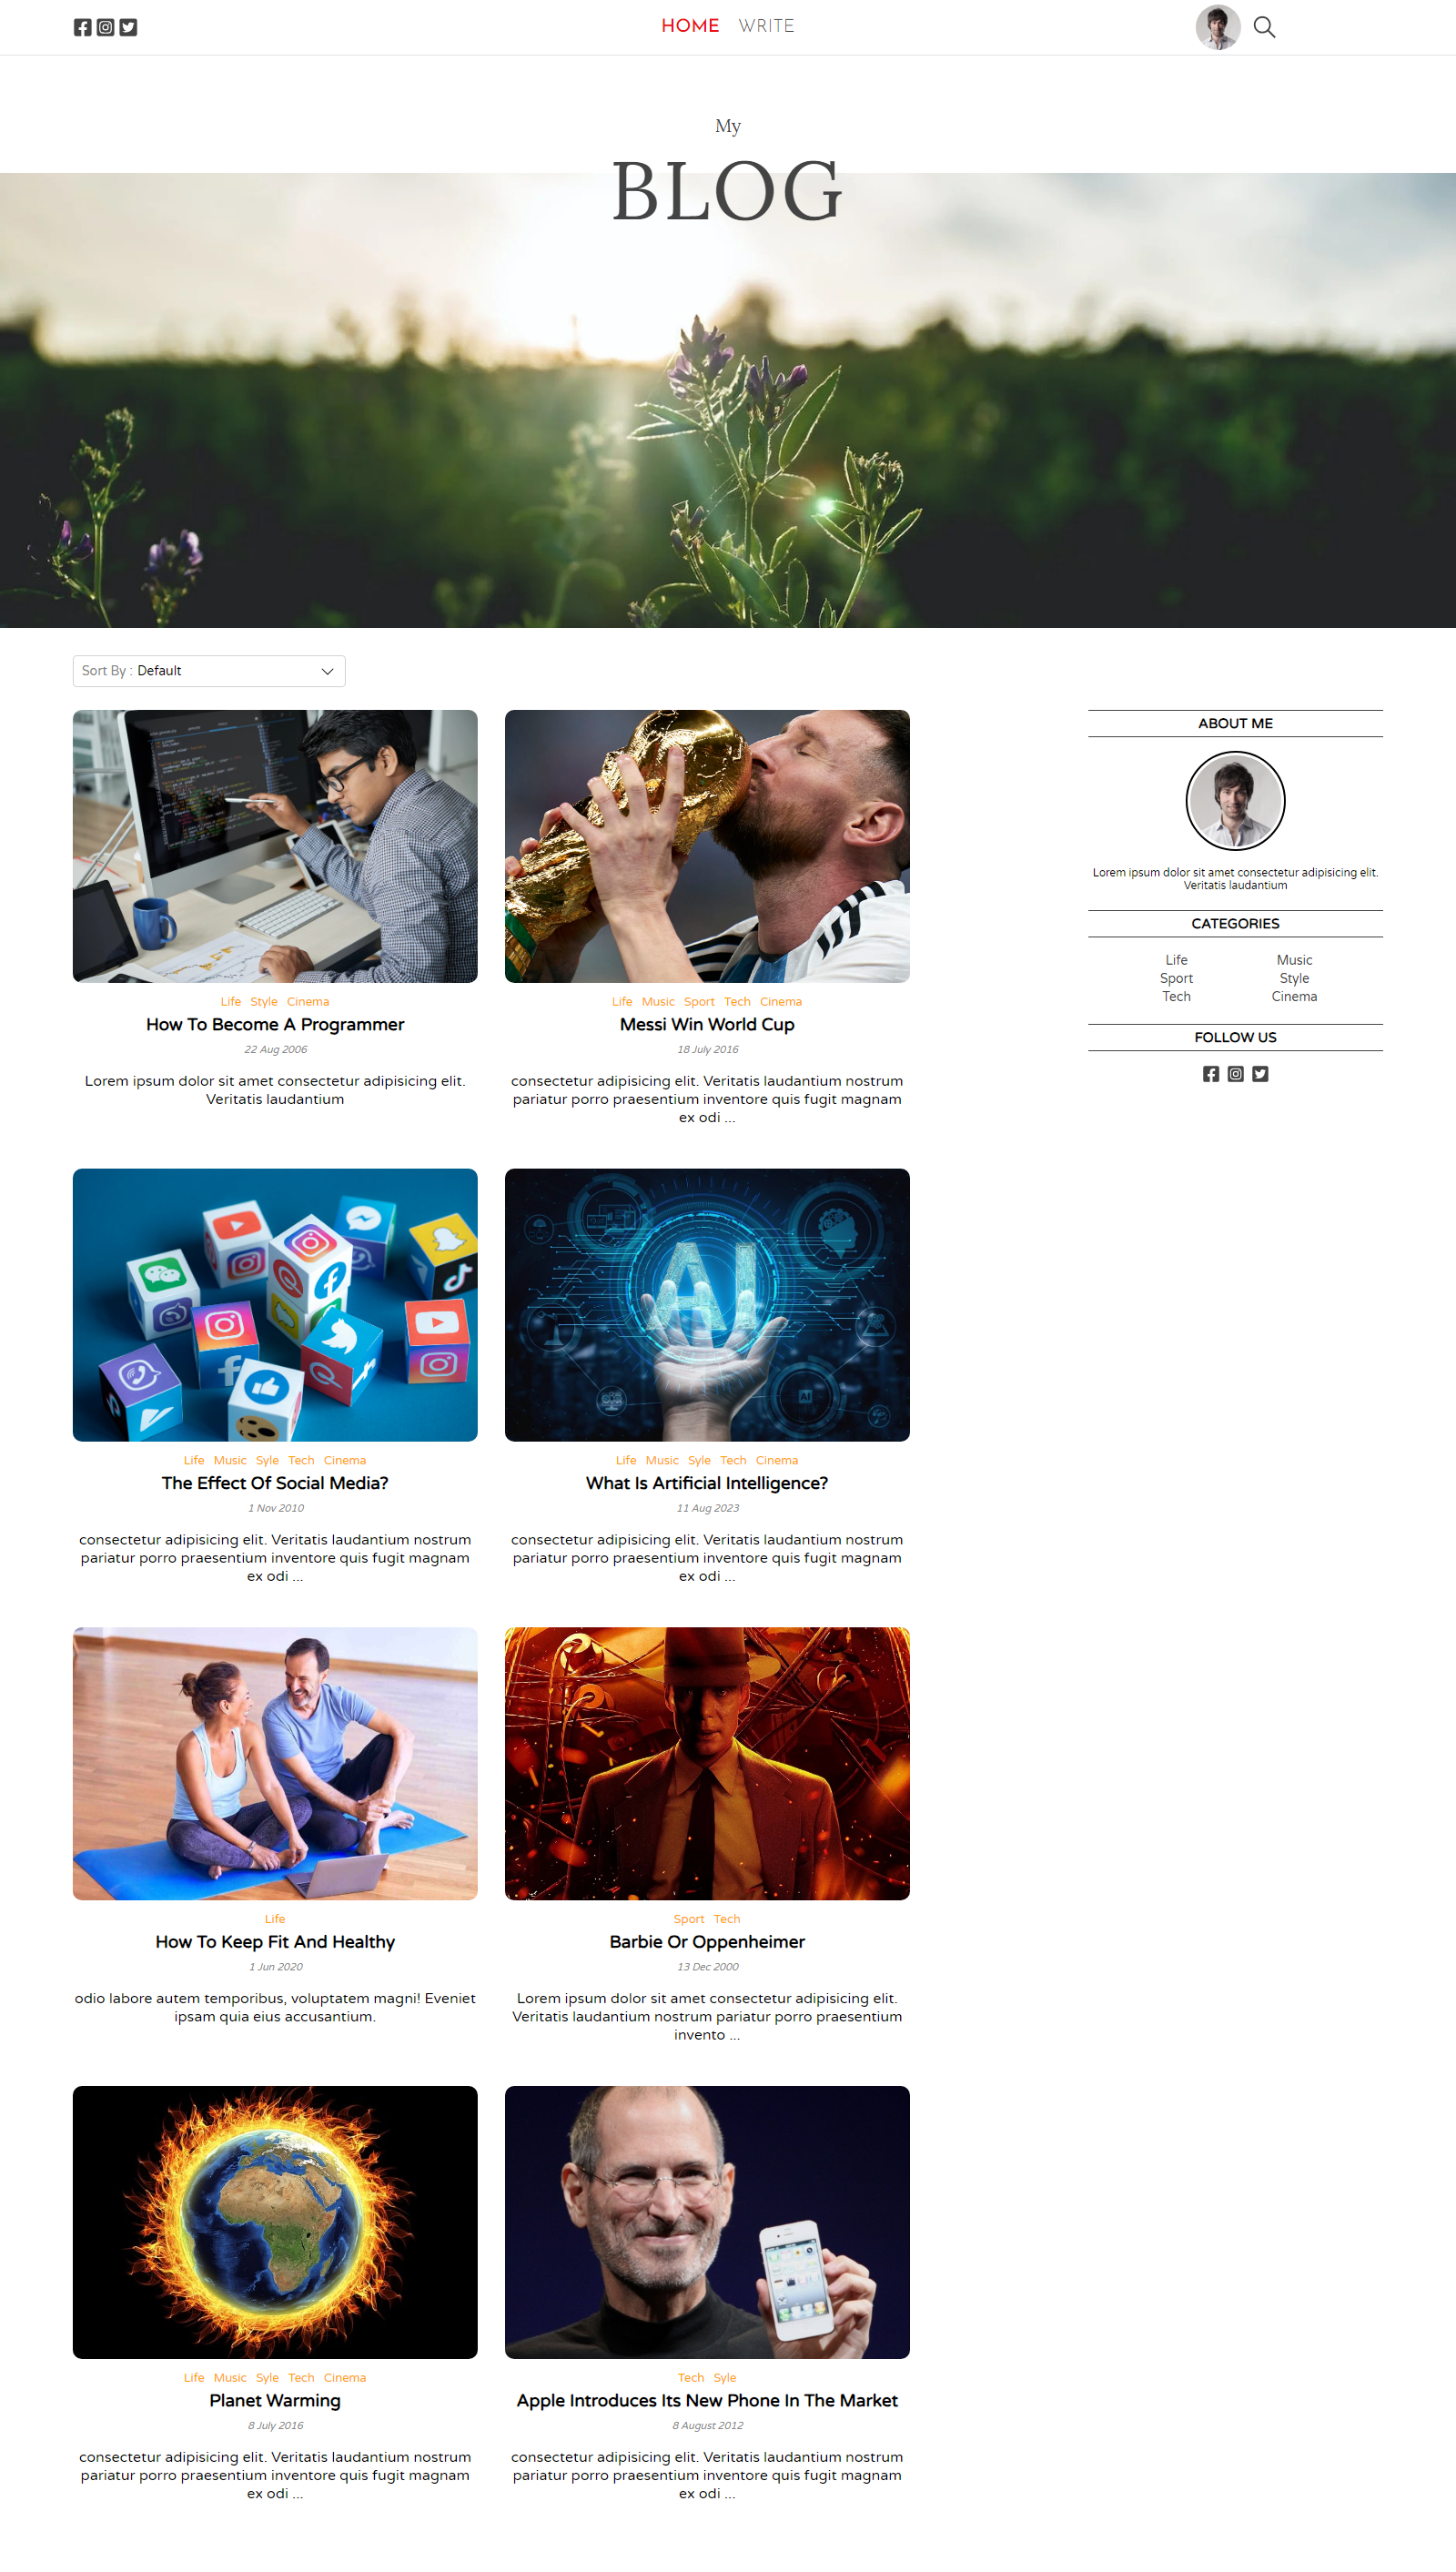 HOME WRITE
My
BLOG
Sort By : Default
Life Style Cinema
How To Become A Programmer
22 Aug 2006
Lorem ipsum dolor sit amet consectetur adipisicing elit.
Veritatis laudantium
Life Music Sport Tech Cinema
Messi Win World Cup
18 July 2016
consectetur adipisicing elit. Veritatis laudantium nostrum
pariatur porro praesentium inventore quis fugit magnam
ex odi ...
AI
AI
Life Music Syle Tech Cinema
The Effect Of Social Media?
1 Nov 2010
consectetur adipisicing elit. Veritatis laudantium nostrum
pariatur porro praesentium inventore quis fugit magnam
ex odi ...
Life Music Syle Tech Cinema
What Is Artificial Intelligence?
11 Aug 2023
consectetur adipisicing elit. Veritatis laudantium nostrum
pariatur porro praesentium inventore quis fugit magnam
ex odi ...
Life
How To Keep Fit And Healthy
1 Jun 2020
odio labore autem temporibus, voluptatem magni! Eveniet
ipsam quia eius accusantium.
Sport Tech
Barbie Or Oppenheimer
13 Dec 2000
Lorem ipsum dolor sit amet consectetur adipisicing elit.
Veritatis laudantium nostrum pariatur porro praesentium
invento ...
Life Music Syle Tech Cinema
Planet Warming
8 July 2016
consectetur adipisicing elit. Veritatis laudantium nostrum
pariatur porro praesentium inventore quis fugit magnam
ex odi ...
Tech Syle
Apple Introduces Its New Phone In The Market
8 August 2012
consectetur adipisicing elit. Veritatis laudantium nostrum
pariatur porro praesentium inventore quis fugit magnam
ex odi ...
ABOUT ME
Lorem ipsum dolor sit amet consectetur adipisicing elit.
Veritatis laudantium
CATEGORIES
Life Music
Sport Style
Tech Cinema
FOLLOW US